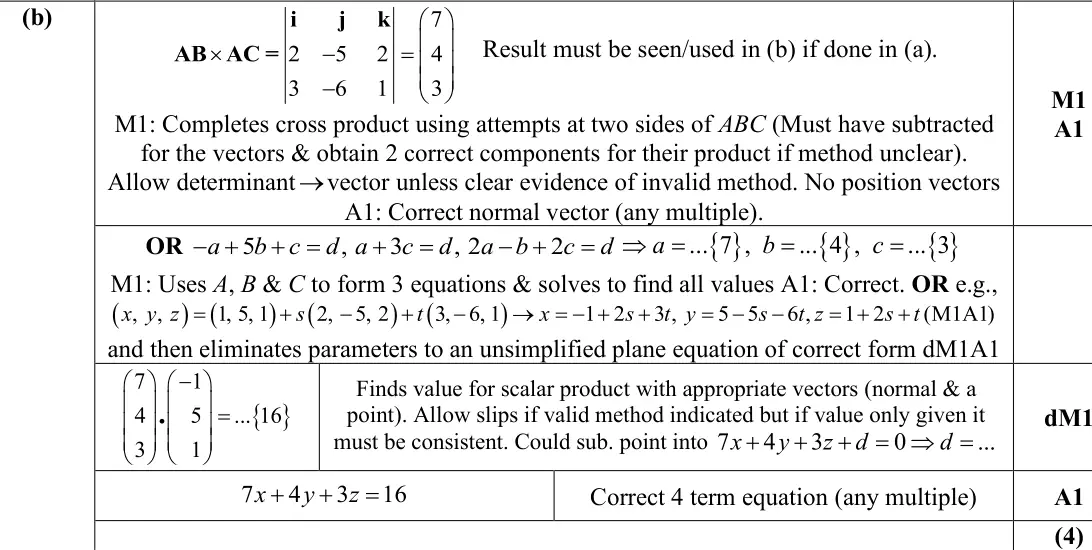 (b)
AB × AC = | i j k; 2 −5 2; 3 −6 1 | = (7 4 3) Result must be seen/used in (b) if done in (a).
M1: Completes cross product using attempts at two sides of ABC (Must have subtracted
for the vectors & obtain 2 correct components for their product if method unclear).
Allow determinant → vector unless clear evidence of invalid method. No position vectors
A1: Correct normal vector (any multiple).
M1
A1
OR −a + 5b + c = d, a + 3c = d, 2a − b + 2c = d ⇒ a = ...{7}, b = ...{4}, c = ...{3}
M1: Uses A, B & C to form 3 equations & solves to find all values A1: Correct. OR e.g.,
(x, y, z) = (1, 5, 1) + s(2, −5, 2) + t(3, −6, 1) → x = −1 + 2s + 3t, y = 5 − 5s − 6t, z = 1 + 2s + t (M1A1)
and then eliminates parameters to an unsimplified plane equation of correct form dM1A1
(7 4 3) • (−1 5 1) = ...{16}
Finds value for scalar product with appropriate vectors (normal & a
point). Allow slips if valid method indicated but if value only given it
must be consistent. Could sub. point into 7x + 4y + 3z + d = 0 ⇒ d = ...
dM1
7x + 4y + 3z = 16
Correct 4 term equation (any multiple)
A1
(4)